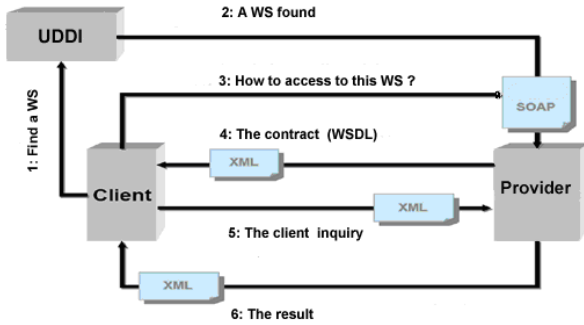 2: A WS found
UDDI
3: How to access to this WS ?
SOAP
1: Find a WS
4: The contract (WSDL)
XML
Client
Provider
XML
5: The client inquiry
XML
6: The result